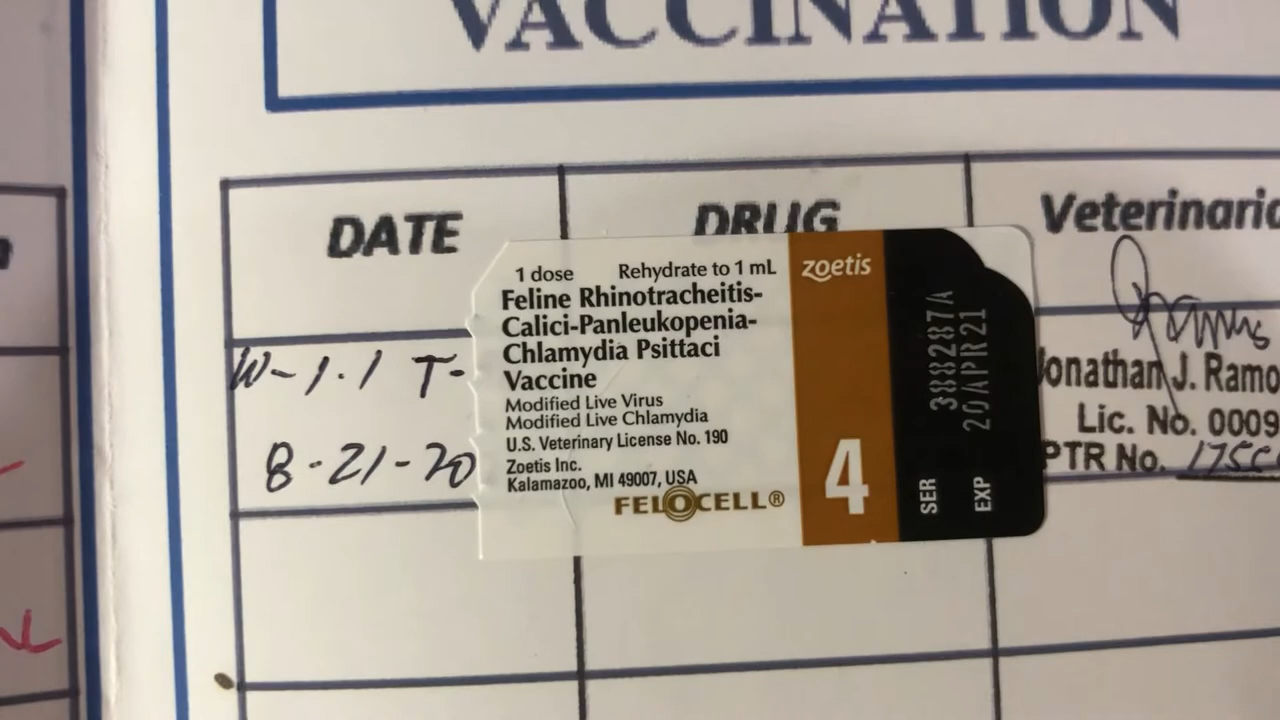 VACCINATION
DATE
DRUG
Veterinaria
1 dose Rehydrate to 1 mL
Feline Rhinotracheitis-
Calici-Panleukopenia-
Chlamydia Psittaci
Vaccine
Modified Live Virus
Modified Live Chlamydia
U.S. Veterinary License No. 190
Zoetis Inc.
Kalamazoo, MI 49007, USA
FELOCELL®
zoetis
4
SER 388287A
EXP 20APR21
W-1.1 T-
8-21-20
Jonathan J. Ramo
Lic. No. 0009
PTR No.